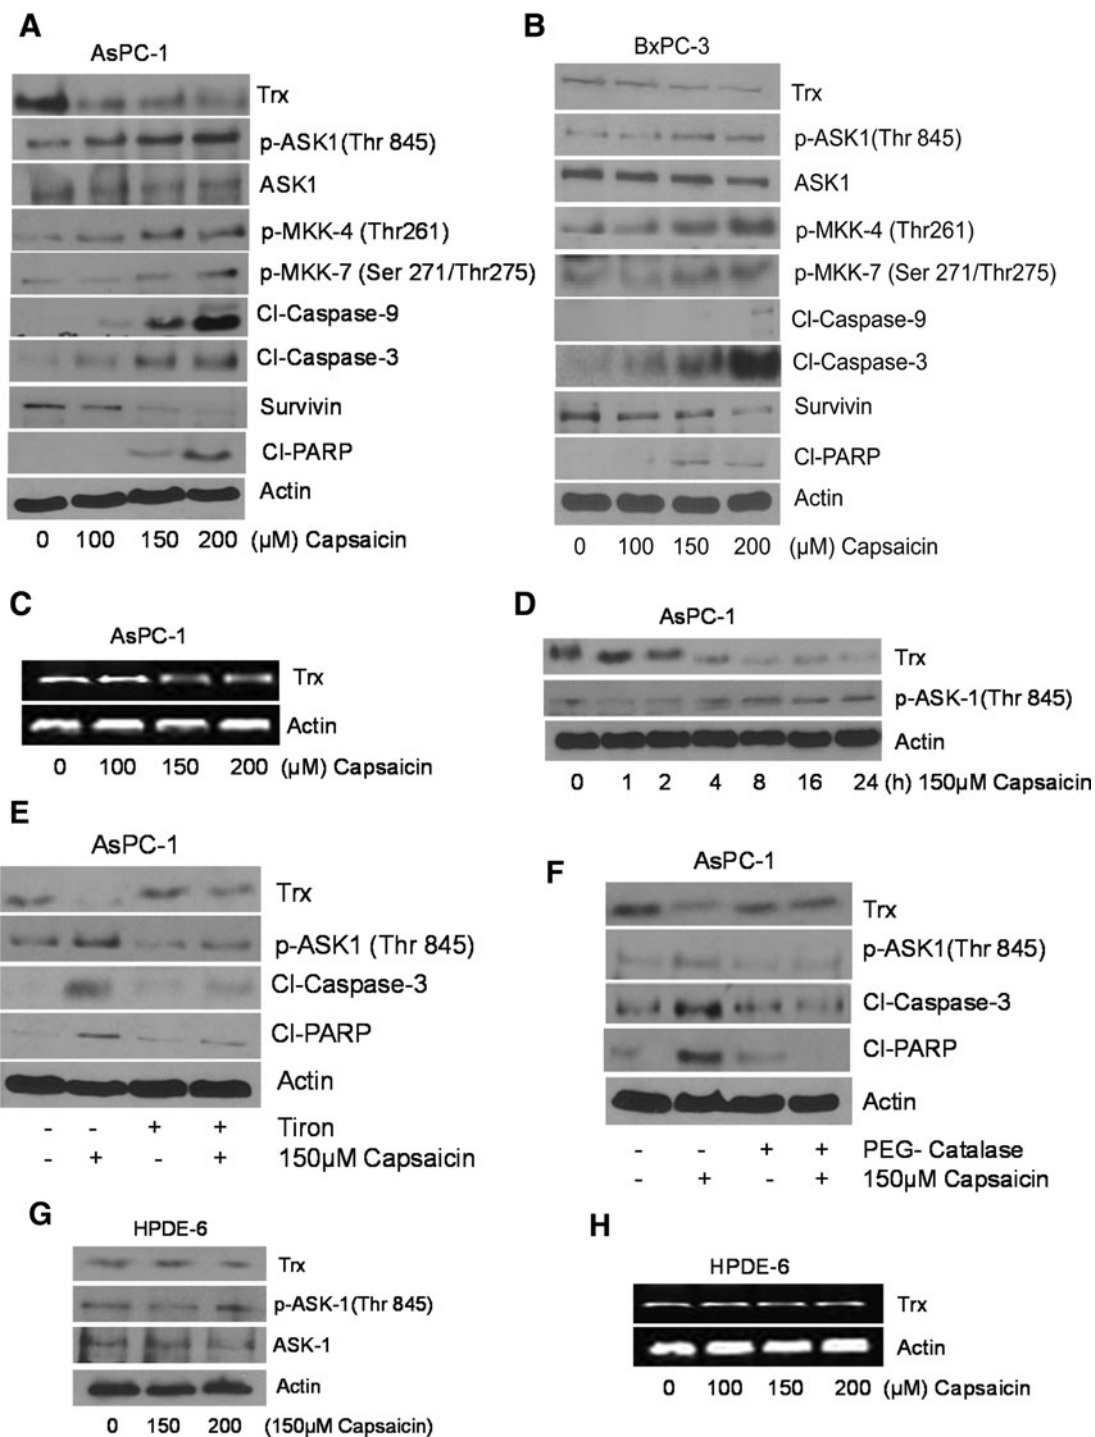 A
AsPC-1
Trx
p-ASK1(Thr 845)
ASK1
p-MKK-4 (Thr261)
p-MKK-7 (Ser 271/Thr275)
Cl-Caspase-9
Cl-Caspase-3
Survivin
Cl-PARP
Actin
0 100 150 200 (µM) Capsaicin
B
BxPC-3
Trx
p-ASK1(Thr 845)
ASK1
p-MKK-4 (Thr261)
p-MKK-7 (Ser 271/Thr275)
Cl-Caspase-9
Cl-Caspase-3
Survivin
Cl-PARP
Actin
0 100 150 200 (µM) Capsaicin
C
AsPC-1
Trx
Actin
0 100 150 200 (µM) Capsaicin
D
AsPC-1
Trx
p-ASK-1(Thr 845)
Actin
0 1 2 4 8 16 24 (h) 150µM Capsaicin
E
AsPC-1
Trx
p-ASK1 (Thr 845)
Cl-Caspase-3
Cl-PARP
Actin
- - + + Tiron
- + - + 150µM Capsaicin
F
AsPC-1
Trx
p-ASK1(Thr 845)
Cl-Caspase-3
Cl-PARP
Actin
- - + + PEG- Catalase
- + - + 150µM Capsaicin
G
HPDE-6
Trx
p-ASK-1(Thr 845)
ASK-1
Actin
0 150 200 (150µM Capsaicin)
H
HPDE-6
Trx
Actin
0 100 150 200 (µM) Capsaicin